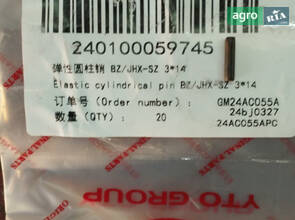 agro RIA
240100059745
弹性圆柱销 BZ/JHX-SZ 3*14
Elastic cylindrical pin BZ/JHX-SZ 3*14
订单号 (Order number) : GM24AC055A
24bj0327
数量 (QTY) : 20 24AC055APC
YTO GROUP